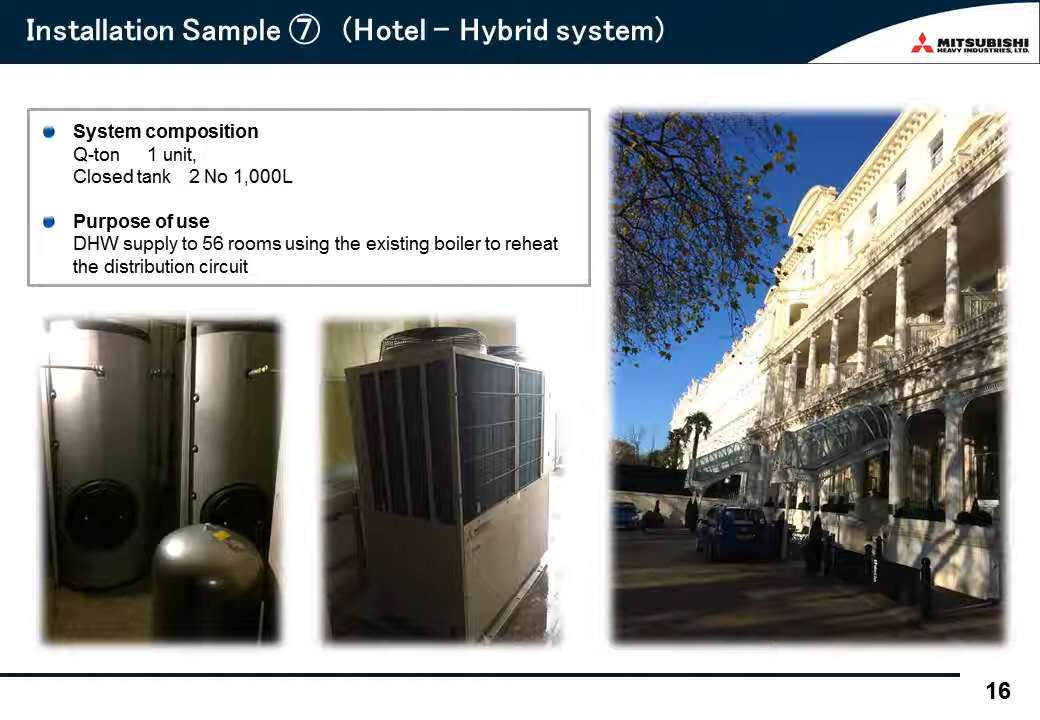 Installation Sample ⑦ (Hotel – Hybrid system)
MITSUBISHI
HEAVY INDUSTRIES, LTD.
System composition
Q-ton 1 unit,
Closed tank 2 No 1,000L
Purpose of use
DHW supply to 56 rooms using the existing boiler to reheat
the distribution circuit
16